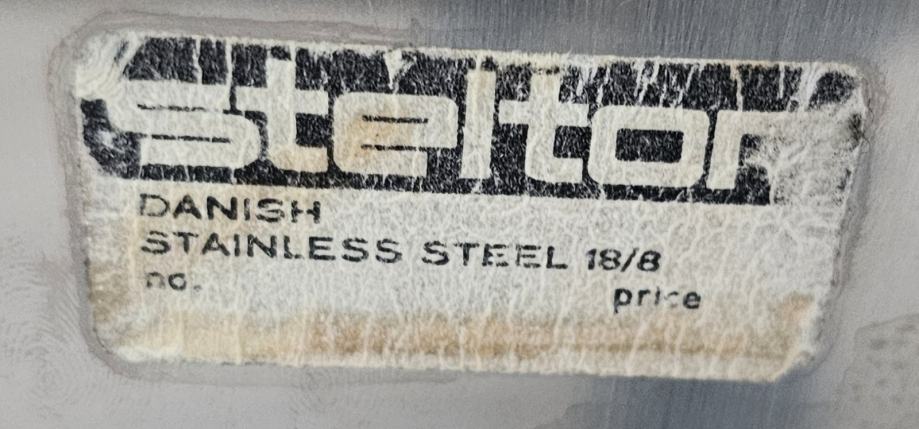 stelton
DANISH
STAINLESS STEEL 18/8
no. price